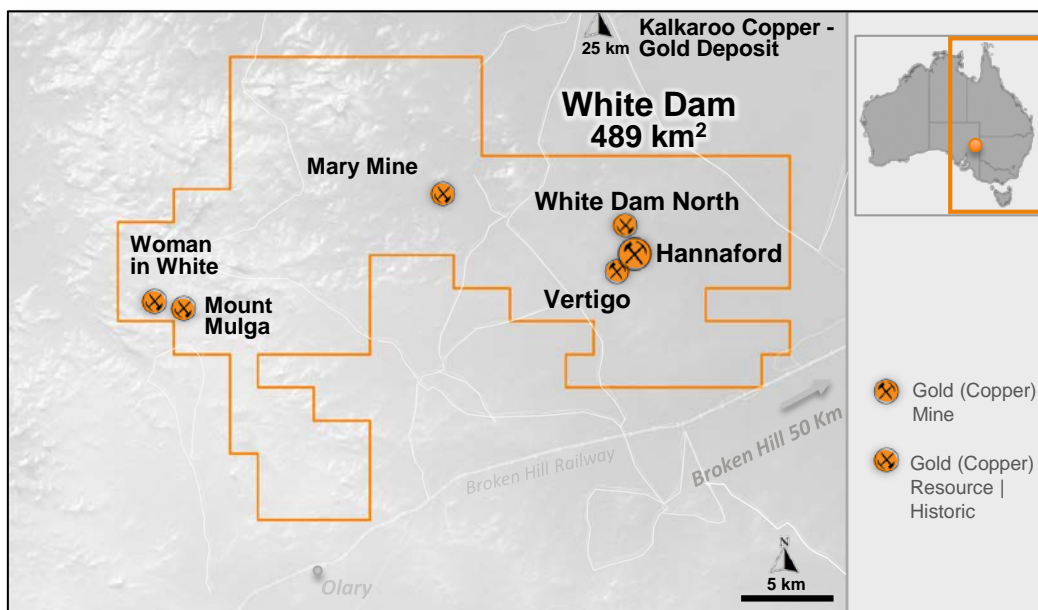 Kalkaroo Copper -
Gold Deposit
25 km
White Dam
489 km²
Mary Mine
White Dam North
Hannaford
Vertigo
Woman
in White
Mount
Mulga
Broken Hill Railway
Broken Hill 50 Km
Olary
N
5 km
Gold (Copper)
Mine
Gold (Copper)
Resource |
Historic